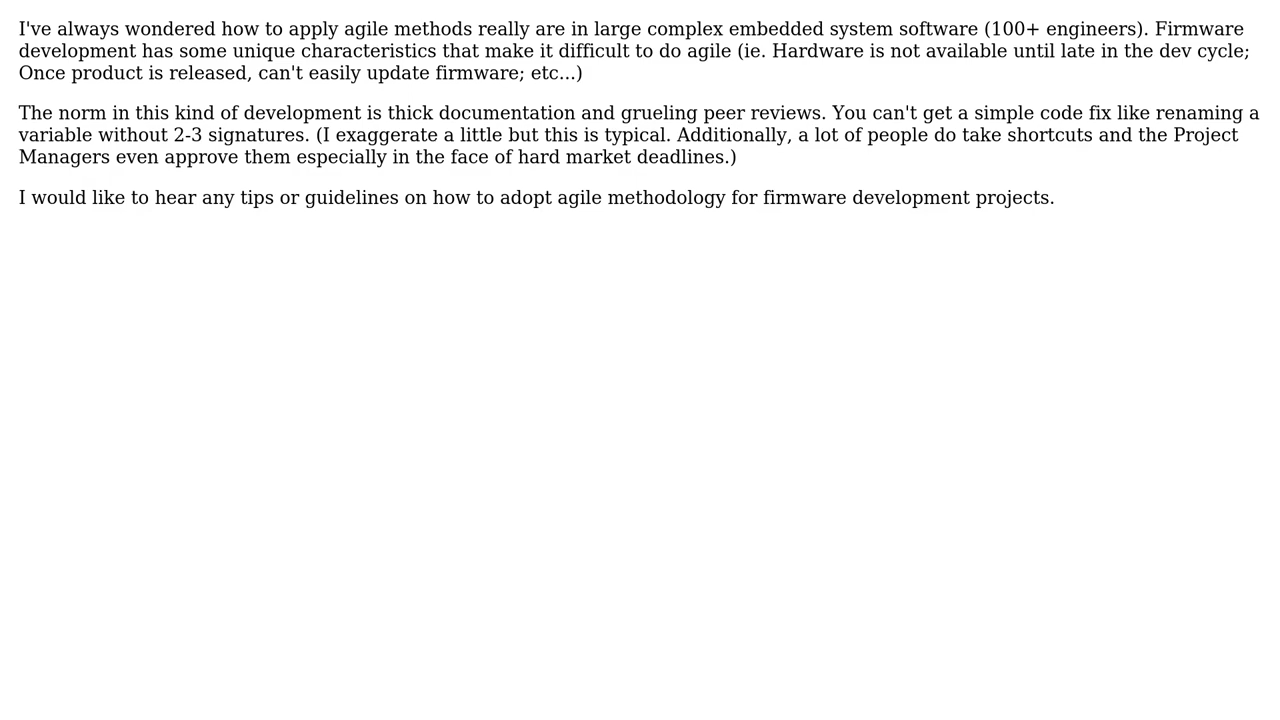 I've always wondered how to apply agile methods really are in large complex embedded system software (100+ engineers). Firmware
development has some unique characteristics that make it difficult to do agile (ie. Hardware is not available until late in the dev cycle;
Once product is released, can't easily update firmware; etc...)
The norm in this kind of development is thick documentation and grueling peer reviews. You can't get a simple code fix like renaming a
variable without 2-3 signatures. (I exaggerate a little but this is typical. Additionally, a lot of people do take shortcuts and the Project
Managers even approve them especially in the face of hard market deadlines.)
I would like to hear any tips or guidelines on how to adopt agile methodology for firmware development projects.